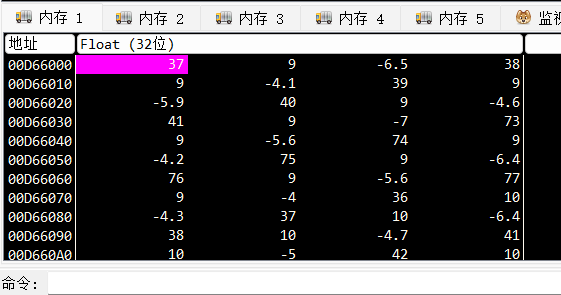 内存 1 内存 2 内存 3 内存 4 内存 5 监视
地址 Float (32位)
00D66000 37 9 -6.5 38
00D66010 9 -4.1 39 9
00D66020 -5.9 40 9 -4.6
00D66030 41 9 -7 73
00D66040 9 -5.6 74 9
00D66050 -4.2 75 9 -6.4
00D66060 76 9 -5.6 77
00D66070 9 -4 36 10
00D66080 -4.3 37 10 -6.4
00D66090 38 10 -4.7 41
00D660A0 10 -5 42 10
命令: